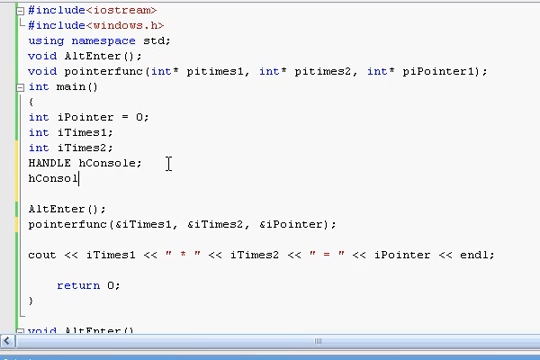 #include<iostream>
#include<windows.h>
using namespace std;
void AltEnter();
void pointerfunc(int* pitimes1, int* pitimes2, int* piPointer1);
int main()
{
int iPointer = 0;
int iTimes1;
int iTimes2;
HANDLE hConsole;
hConsol
AltEnter();
pointerfunc(&iTimes1, &iTimes2, &iPointer);
cout << iTimes1 << " * " << iTimes2 << " = " << iPointer << endl;
return 0;
}
void AltEnter()